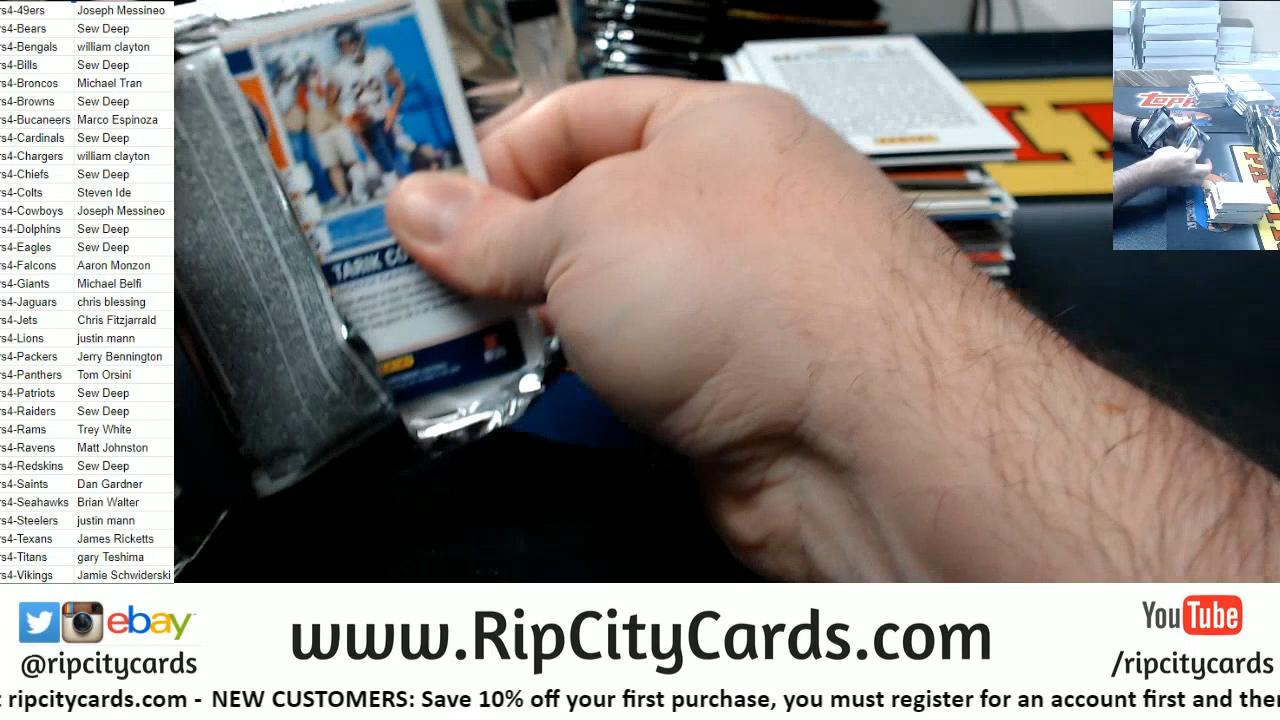 rs4-49ers Joseph Messineo
rs4-Bears Sew Deep
rs4-Bengals william clayton
rs4-Bills Sew Deep
rs4-Broncos Michael Tran
rs4-Browns Sew Deep
rs4-Bucaneers Marco Espinoza
rs4-Cardinals Sew Deep
rs4-Chargers william clayton
rs4-Chiefs Sew Deep
rs4-Colts Steven Ide
rs4-Cowboys Joseph Messineo
rs4-Dolphins Sew Deep
rs4-Eagles Sew Deep
rs4-Falcons Aaron Monzon
rs4-Giants Michael Belfi
rs4-Jaguars chris blessing
rs4-Jets Chris Fitzjarrald
rs4-Lions justin mann
rs4-Packers Jerry Bennington
rs4-Panthers Tom Orsini
rs4-Patriots Sew Deep
rs4-Raiders Sew Deep
rs4-Rams Trey White
rs4-Ravens Matt Johnston
rs4-Redskins Sew Deep
rs4-Saints Dan Gardner
rs4-Seahawks Brian Walter
rs4-Steelers justin mann
rs4-Texans James Ricketts
rs4-Titans gary Teshima
rs4-Vikings Jamie Schwiderski
TARIK CO
29
PANINI
Topps
ebay
@ripcitycards
www.RipCityCards.com
YouTube
/ripcitycards
ripcitycards.com - NEW CUSTOMERS: Save 10% off your first purchase, you must register for an account first and then